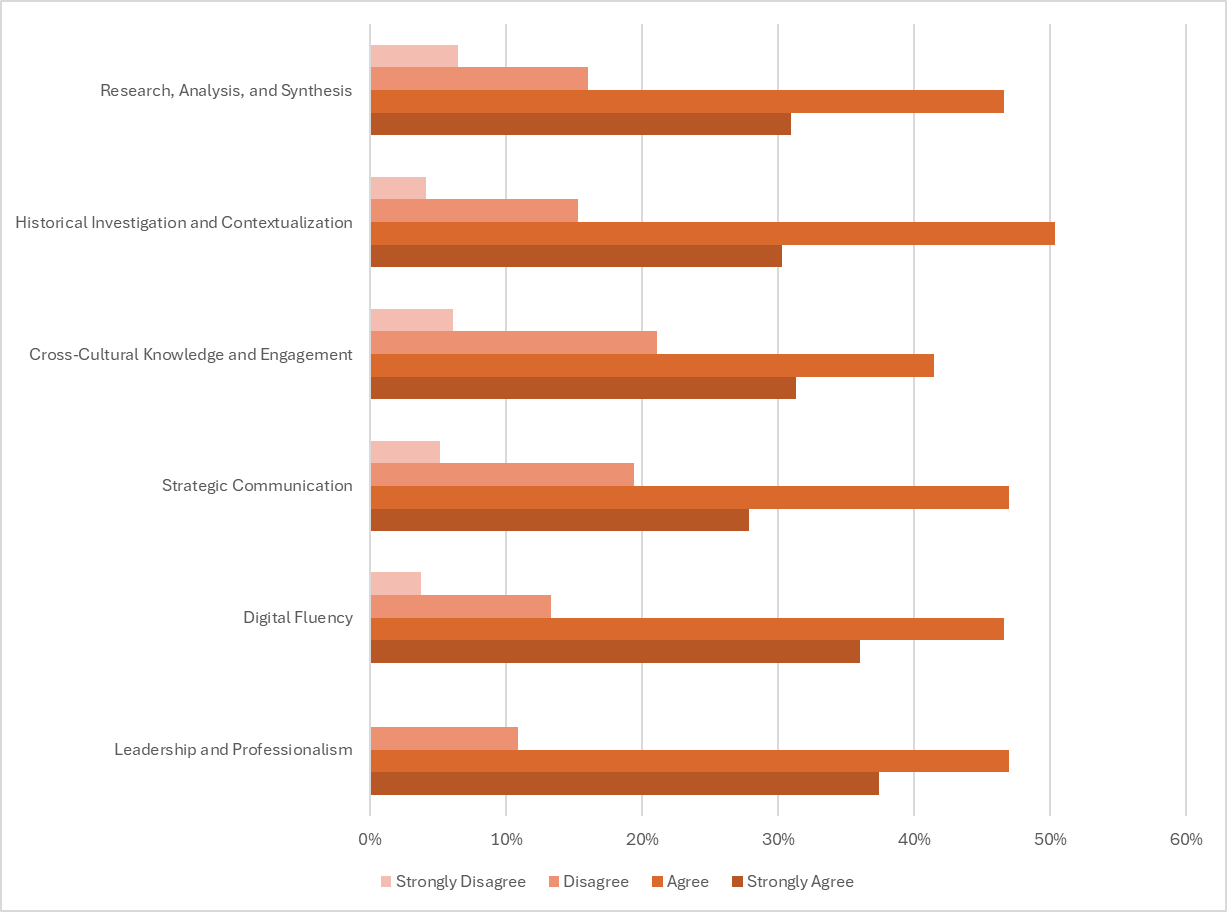 Research, Analysis, and Synthesis
Historical Investigation and Contextualization
Cross-Cultural Knowledge and Engagement
Strategic Communication
Digital Fluency
Leadership and Professionalism
0% 10% 20% 30% 40% 50% 60%
Strongly Disagree Disagree Agree Strongly Agree